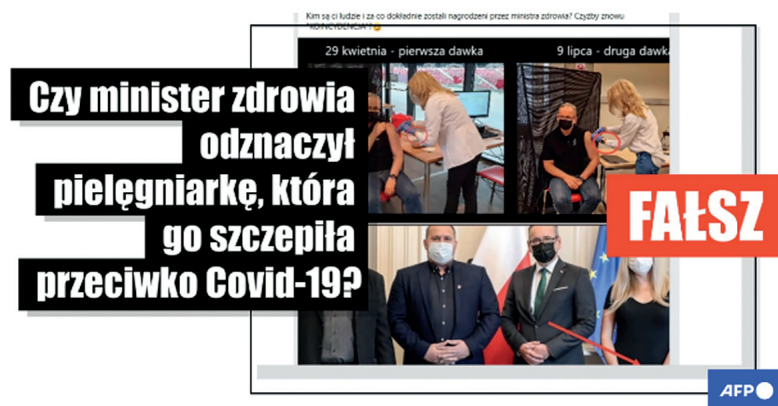 Kim są ci ludzie i za co dokładnie zostali nagrodzeni przez ministra zdrowia? Czyżby znowu
"KOINCYDENCJA"?
29 kwietnia - pierwsza dawka
9 lipca - druga dawka
Czy minister zdrowia
odznaczył
pielęgniarkę, która
go szczepiła
przeciwko Covid-19?
FAŁSZ
AFP